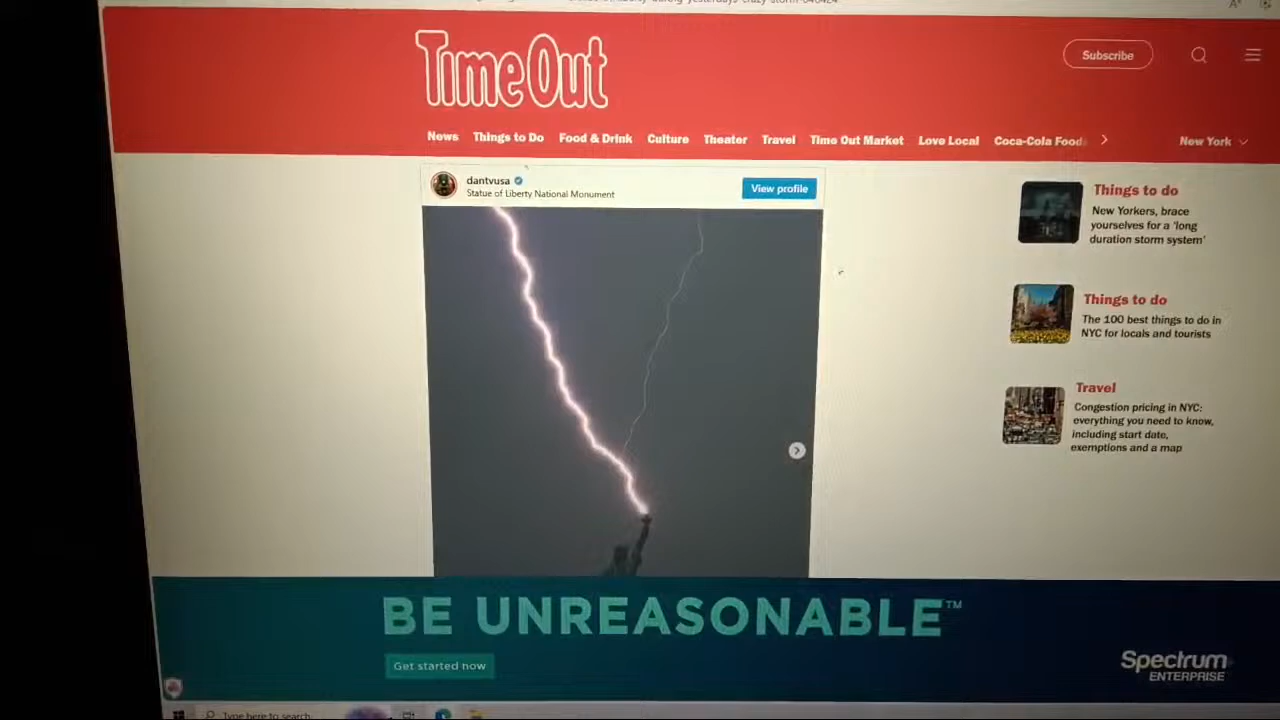 Time Out
Subscribe
News Things to Do Food & Drink Culture Theater Travel Time Out Market Love Local Coca-Cola Food New York
dantvusa
Statue of Liberty National Monument
View profile
Things to do
New Yorkers, brace
yourselves for a ‘long
duration storm system’
Things to do
The 100 best things to do in
NYC for locals and tourists
Travel
Congestion pricing in NYC:
everything you need to know,
including start date,
exemptions and a map
BE UNREASONABLE™
Get started now
Spectrum
ENTERPRISE
Type here to search